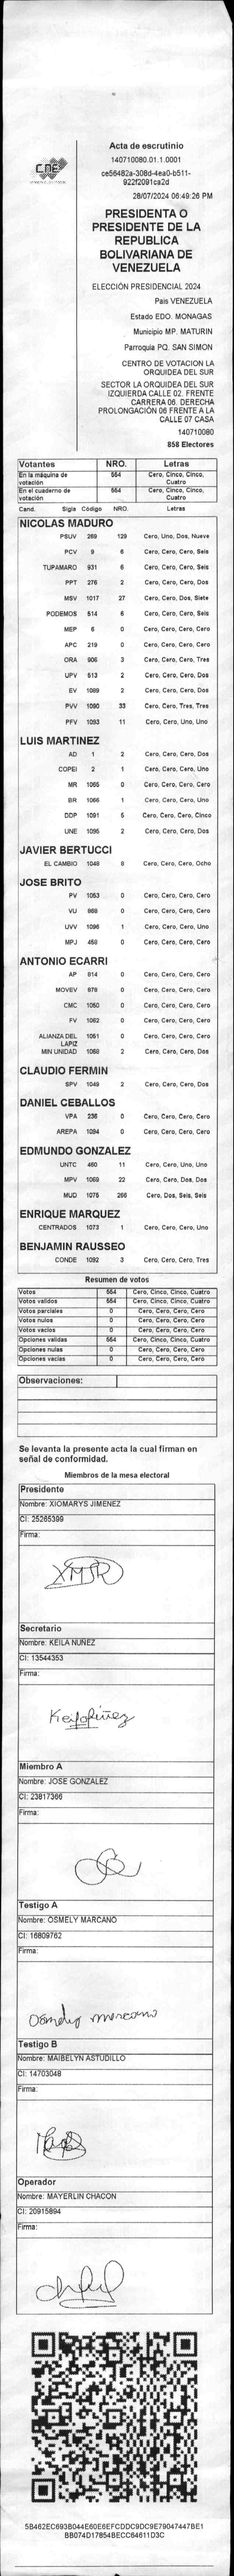 Acta de escrutinio
140710080.01.1.0001
ce56482a-308d-4ea0-b511-
922f2091ca2d
28/07/2024 06:49:26 PM
PRESIDENTA O
PRESIDENTE DE LA
REPUBLICA
BOLIVARIANA DE
VENEZUELA
ELECCIÓN PRESIDENCIAL 2024
Pais VENEZUELA
Estado EDO. MONAGAS
Municipio MP. MATURIN
Parroquia PQ. SAN SIMON
CENTRO DE VOTACION LA
ORQUIDEA DEL SUR
SECTOR LA ORQUIDEA DEL SUR
IZQUIERDA CALLE 02. FRENTE
CARRERA 06. DERECHA
PROLONGACIÓN 06 FRENTE A LA
CALLE 07 CASA
140710080
858 Electores
CNE
Votantes NRO. Letras
En la máquina de votación 554 Cero, Cinco, Cinco, Cuatro
En el cuaderno de votación 554 Cero, Cinco, Cinco, Cuatro
Cand. Sigla Código NRO. Letras
NICOLAS MADURO
PSUV 269 129 Cero, Uno, Dos, Nueve
PCV 9 6 Cero, Cero, Cero, Seis
TUPAMARO 931 6 Cero, Cero, Cero, Seis
PPT 276 2 Cero, Cero, Cero, Dos
MSV 1017 27 Cero, Cero, Dos, Siete
PODEMOS 514 6 Cero, Cero, Cero, Seis
MEP 6 0 Cero, Cero, Cero, Cero
APC 219 0 Cero, Cero, Cero, Cero
ORA 906 3 Cero, Cero, Cero, Tres
UPV 513 2 Cero, Cero, Cero, Dos
EV 1089 2 Cero, Cero, Cero, Dos
PVV 1090 33 Cero, Cero, Tres, Tres
PFV 1093 11 Cero, Cero, Uno, Uno
LUIS MARTINEZ
AD 1 2 Cero, Cero, Cero, Dos
COPEI 2 1 Cero, Cero, Cero, Uno
MR 1065 0 Cero, Cero, Cero, Cero
BR 1066 1 Cero, Cero, Cero, Uno
DDP 1091 5 Cero, Cero, Cero, Cinco
UNE 1095 2 Cero, Cero, Cero, Dos
JAVIER BERTUCCI
EL CAMBIO 1048 8 Cero, Cero, Cero, Ocho
JOSE BRITO
PV 1053 0 Cero, Cero, Cero, Cero
VU 868 0 Cero, Cero, Cero, Cero
UVV 1096 1 Cero, Cero, Cero, Uno
MPJ 459 0 Cero, Cero, Cero, Cero
ANTONIO ECARRI
AP 814 0 Cero, Cero, Cero, Cero
MOVEV 978 0 Cero, Cero, Cero, Cero
CMC 1050 0 Cero, Cero, Cero, Cero
FV 1062 0 Cero, Cero, Cero, Cero
ALIANZA DEL LAPIZ 1051 0 Cero, Cero, Cero, Cero
MIN UNIDAD 1068 2 Cero, Cero, Cero, Dos
CLAUDIO FERMIN
SPV 1049 2 Cero, Cero, Cero, Dos
DANIEL CEBALLOS
VPA 236 0 Cero, Cero, Cero, Cero
AREPA 1094 0 Cero, Cero, Cero, Cero
EDMUNDO GONZALEZ
UNTC 460 11 Cero, Cero, Uno, Uno
MPV 1069 22 Cero, Cero, Dos, Dos
MUD 1075 266 Cero, Dos, Seis, Seis
ENRIQUE MARQUEZ
CENTRADOS 1073 1 Cero, Cero, Cero, Uno
BENJAMIN RAUSSEO
CONDE 1092 3 Cero, Cero, Cero, Tres
Resumen de votos
Votos 554 Cero, Cinco, Cinco, Cuatro
Votos validos 554 Cero, Cinco, Cinco, Cuatro
Votos parciales 0 Cero, Cero, Cero, Cero
Votos nulos 0 Cero, Cero, Cero, Cero
Votos vacios 0 Cero, Cero, Cero, Cero
Opciones validas 554 Cero, Cinco, Cinco, Cuatro
Opciones nulas 0 Cero, Cero, Cero, Cero
Opciones vacias 0 Cero, Cero, Cero, Cero
Observaciones:
Se levanta la presente acta la cual firman en
señal de conformidad.
Miembros de la mesa electoral
Presidente
Nombre: XIOMARYS JIMENEZ
CI: 25265399
Firma:
Secretario
Nombre: KEILA NUÑEZ
CI: 13544353
Firma:
Miembro A
Nombre: JOSE GONZALEZ
CI: 23817366
Firma:
Testigo A
Nombre: OSMELY MARCANO
CI: 16809762
Firma:
Testigo B
Nombre: MAIBELYN ASTUDILLO
CI: 14703048
Firma:
Operador
Nombre: MAYERLIN CHACON
CI: 20915894
Firma:
5B462EC693B044E60E6EFCDDC9DC9E79047447BE1
BB074D17854BECC64611D3C